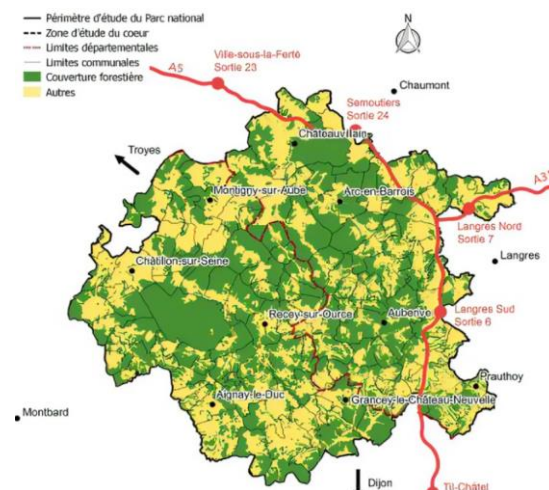 Périmètre d'étude du Parc national
Zone d'étude du coeur
Limites départementales
Limites communales
Couverture forestière
Autres
N
A5
Ville-sous-la-Ferté
Sortie 23
Chaumont
Semoutiers
Sortie 24
Châteauvillain
Troyes
Montigny-sur-Aube
Arc-en-Barrois
A31
Langres Nord
Sortie 7
Langres
Châtillon-sur-Seine
Recey-sur-Ource
Auberive
Langres Sud
Sortie 6
Prauthoy
Aignay-le-Duc
Grancey-le-Château-Neuvelle
Montbard
Dijon
Til-Châtel